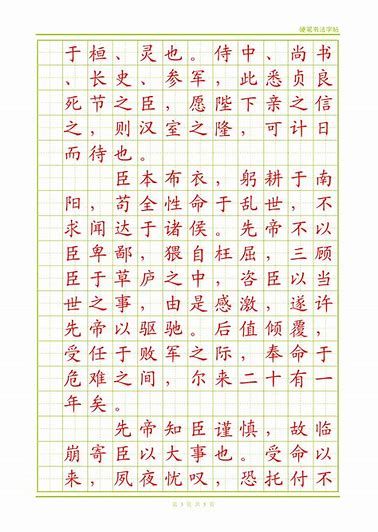 硬笔书法字帖
于桓、灵也。侍中、尚书
、长史、参军，此悉贞良
死节之臣，愿陛下亲之信
之，则汉室之隆，可计日
而待也。
臣本布衣，躬耕于南
阳，苟全性命于乱世，不
求闻达于诸侯。先帝不以
臣卑鄙，猥自枉屈，三顾
臣于草庐之中，咨臣以当
世之事，由是感激，遂许
先帝以驱驰。后值倾覆，
受任于败军之际，奉命于
危难之间，尔来二十有一
年矣。
先帝知臣谨慎，故临
崩寄臣以大事也。受命以
来，夙夜忧叹，恐托付不
第 3 页 共 5 页